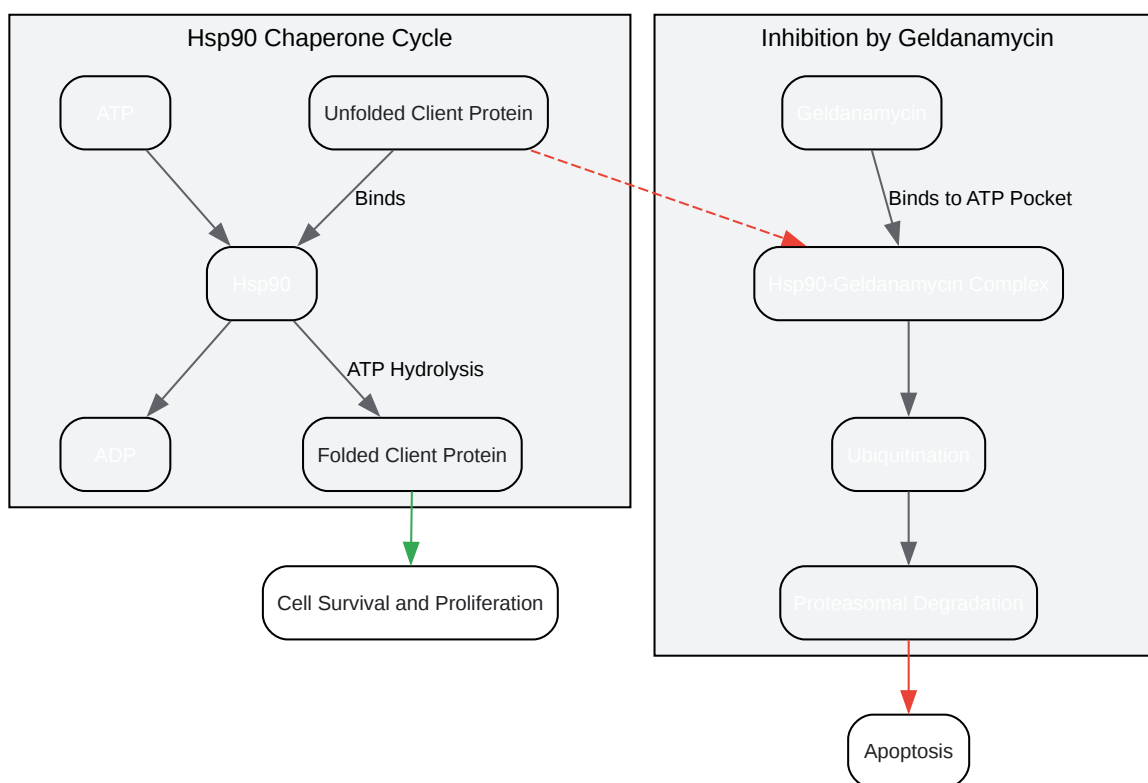 Hsp90 Chaperone Cycle
Inhibition by Geldanamycin
ATP
Unfolded Client Protein
Geldanamycin
Binds
Binds to ATP Pocket
Hsp90
Hsp90-Geldanamycin Complex
ATP Hydrolysis
ADP
Folded Client Protein
Ubiquitination
Cell Survival and Proliferation
Proteasomal Degradation
Apoptosis